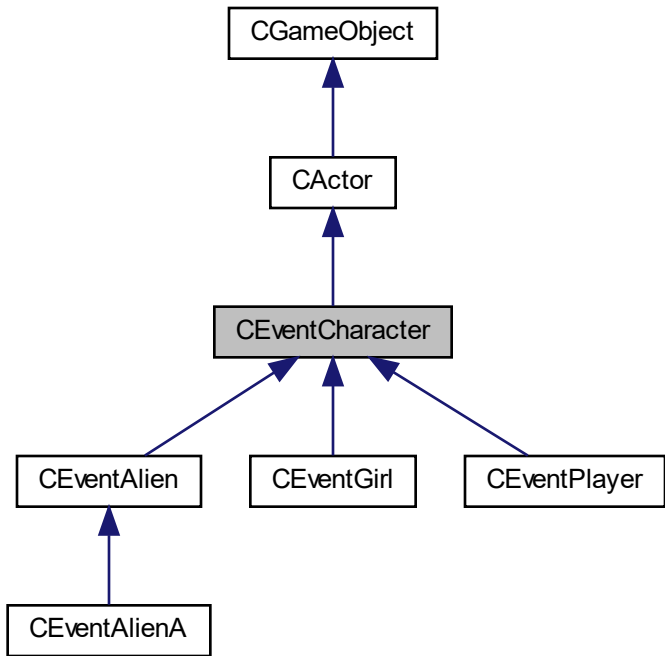 CGameObject
CActor
CEventCharacter
CEventAlien
CEventGirl
CEventPlayer
CEventAlienA